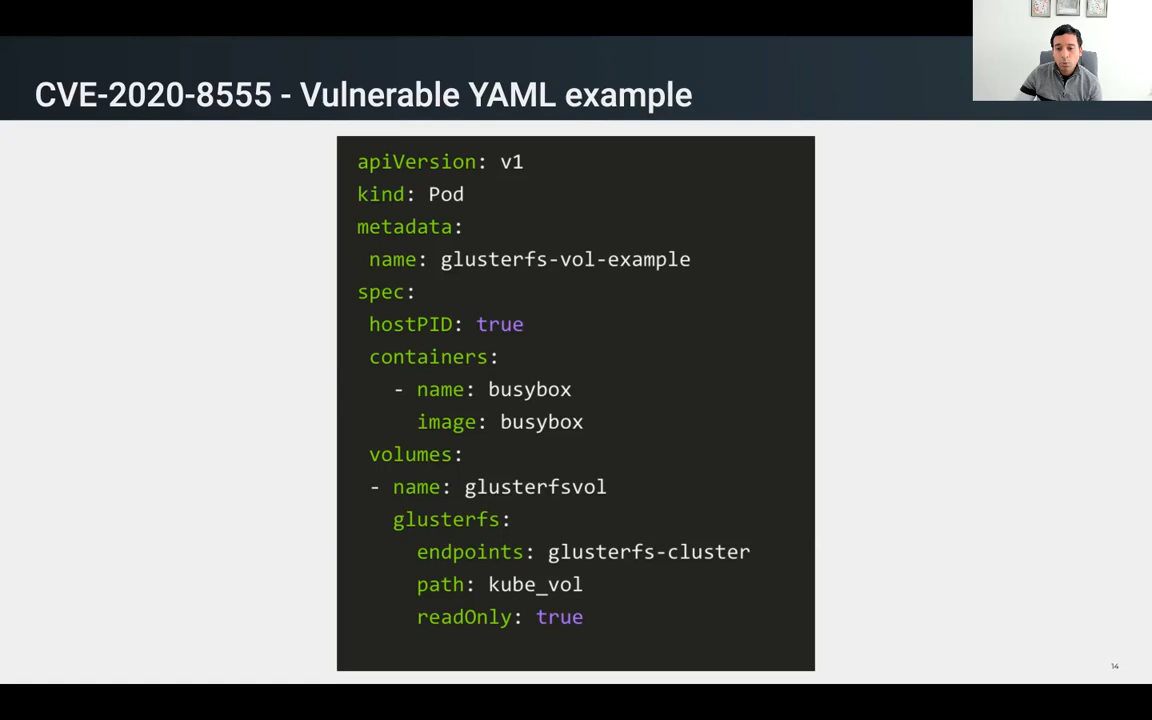 CVE-2020-8555 - Vulnerable YAML example
apiVersion: v1
kind: Pod
metadata:
 name: glusterfs-vol-example
spec:
 hostPID: true
 containers:
   - name: busybox
     image: busybox
 volumes:
 - name: glusterfsvol
   glusterfs:
     endpoints: glusterfs-cluster
     path: kube_vol
     readOnly: true
14